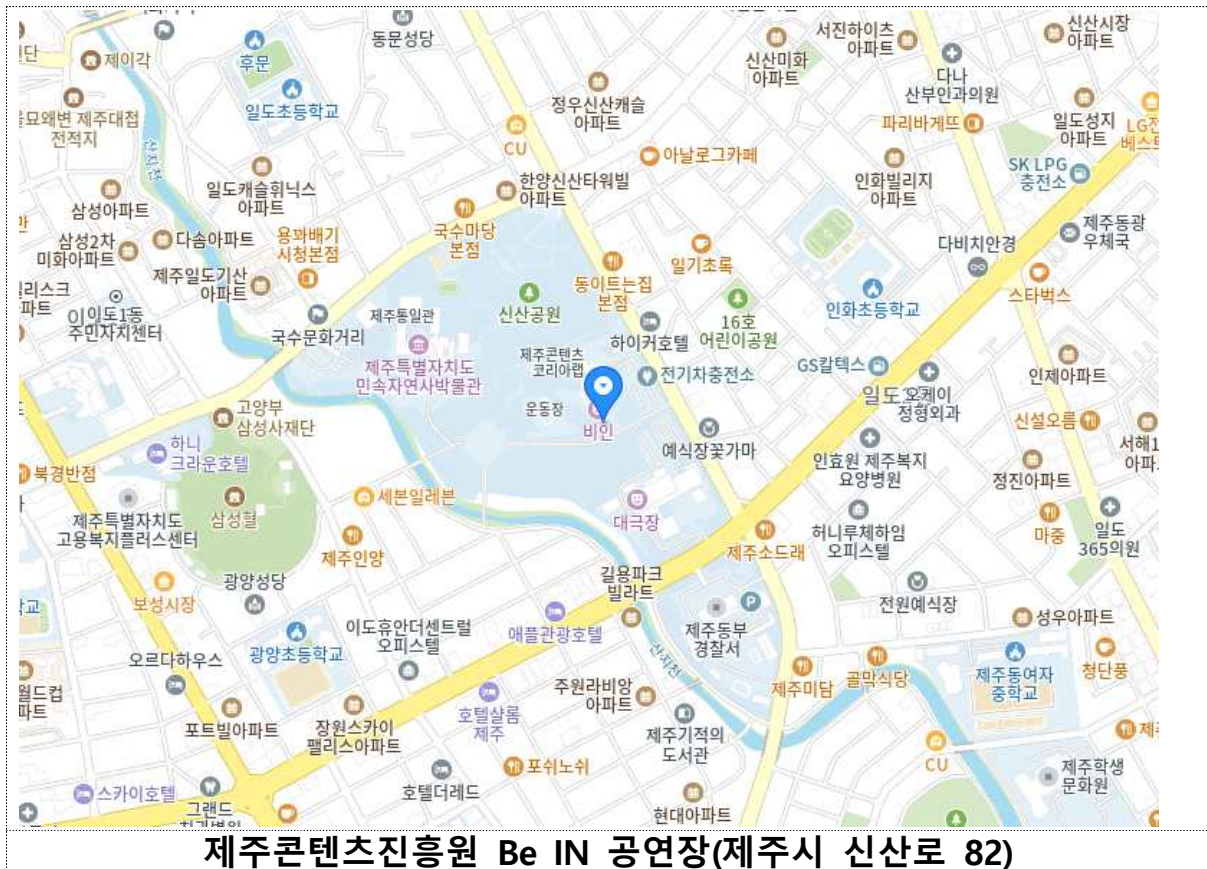 동문성당
신산시장
아파트
서진하이츠
아파트
제이각
후문
신산미화
아파트
다나
산부인과의원
일도초등학교
정우신산캐슬
아파트
일도성지
아파트
묘왜변 제주대첩
전적지
산지천
CU
파리바게뜨
아날로그카페
SK LPG
충전소
일도캐슬휘닉스
아파트
한양신산타워빌
아파트
인화빌리지
아파트
삼성아파트
국수마당
본점
제주동광
우체국
삼성2차
미화아파트
다솜아파트
용꽈배기
시청본점
일기초록
다비치안경
제주일도기산
아파트
동이트는집
본점
스타벅스
이도1동
주민자치센터
신산공원
인화초등학교
국수문화거리
제주통일관
하이커호텔
16호
어린이공원
제주특별자치도
민속자연사박물관
제주콘텐츠
코리아랩
전기차충전소
GS칼텍스
인제아파트
오케이
정형외과
고양부
삼성사재단
운동장
비인
신설오름
하니
크라운호텔
예식장꽃가마
북경반점
인효원 제주복지
요양병원
정진아파트
세븐일레븐
제주특별자치도
고용복지플러스센터
삼성혈
대극장
허니루체하임
오피스텔
마중
일도
365의원
제주인양
제주소드래
광양성당
길용파크
빌라트
보성시장
전원예식장
이도휴안더센트럴
오피스텔
애플관광호텔
제주동부
경찰서
성우아파트
광양초등학교
오르다하우스
산지천
제주동여자
중학교
청단풍
월드컵
제주미담
골막식당
주원라비앙
아파트
호텔샬롬
제주
포트빌아파트
장원스카이
팰리스아파트
제주기적의
도서관
CU
포쉬노쉬
제주학생
문화원
스카이호텔
호텔더레드
그랜드
현대아파트
제주콘텐츠진흥원 Be IN 공연장(제주시 신산로 82)